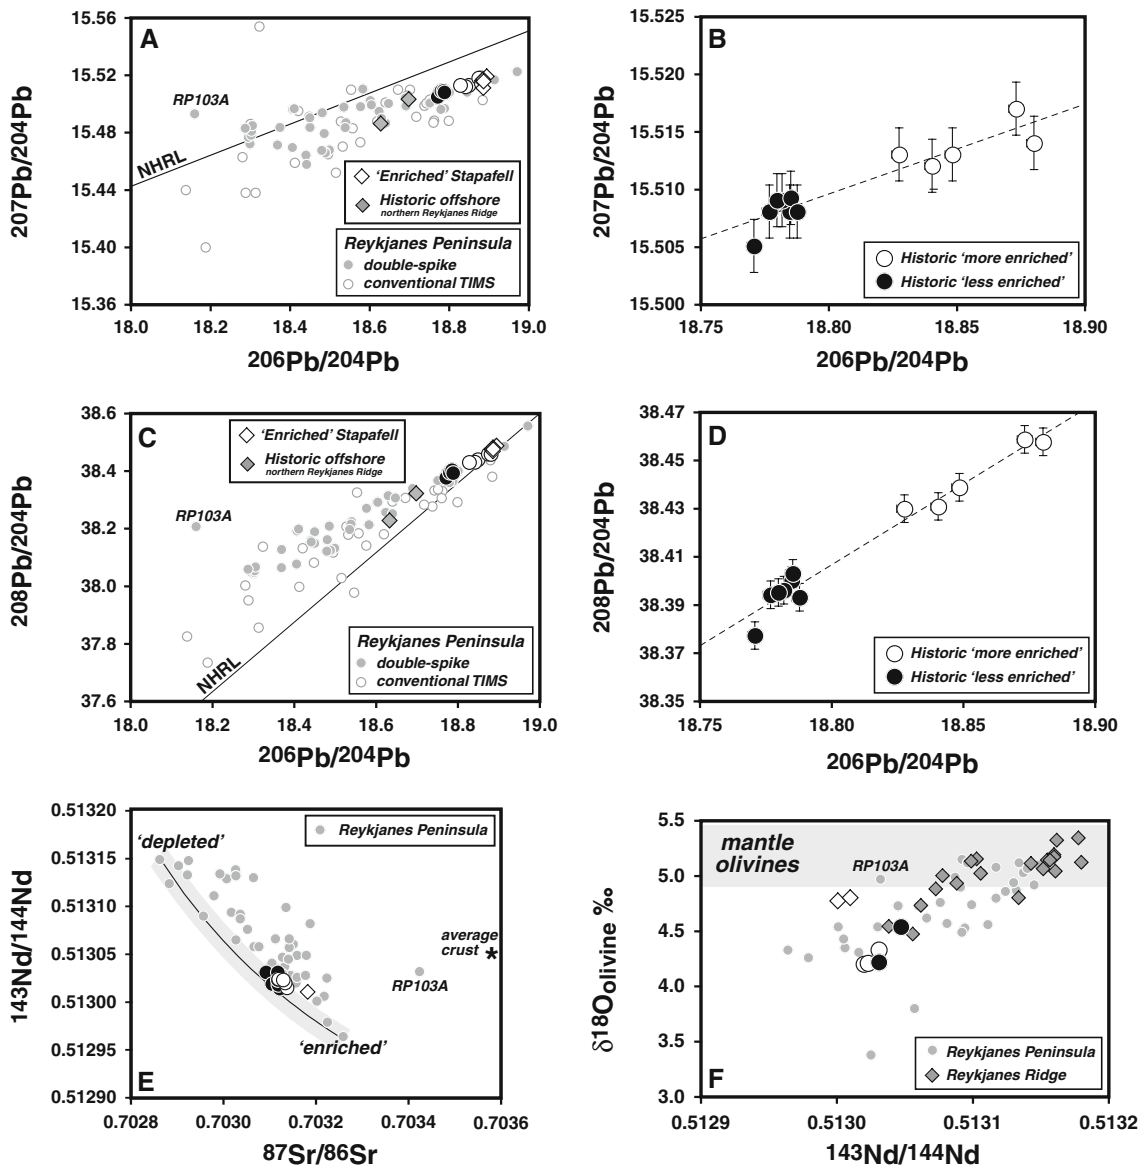 A
15.56
15.52
15.48
15.44
15.40
15.36
207Pb/204Pb
RP103A
NHRL
'Enriched' Stapafell
Historic offshore
northern Reykjanes Ridge
Reykjanes Peninsula
double-spike
conventional TIMS
18.0 18.2 18.4 18.6 18.8 19.0
206Pb/204Pb
B
15.525
15.520
15.515
15.510
15.505
15.500
207Pb/204Pb
Historic 'more enriched'
Historic 'less enriched'
18.75 18.80 18.85 18.90
206Pb/204Pb
C
38.6
38.4
38.2
38.0
37.8
37.6
208Pb/204Pb
'Enriched' Stapafell
Historic offshore
northern Reykjanes Ridge
RP103A
NHRL
Reykjanes Peninsula
double-spike
conventional TIMS
18.0 18.2 18.4 18.6 18.8 19.0
206Pb/204Pb
D
38.47
38.45
38.43
38.41
38.39
38.37
38.35
208Pb/204Pb
Historic 'more enriched'
Historic 'less enriched'
18.75 18.80 18.85 18.90
206Pb/204Pb
0.51320
0.51315
0.51310
0.51305
0.51300
0.51295
0.51290
143Nd/144Nd
Reykjanes Peninsula
'depleted'
average
crust *
RP103A
'enriched'
E
0.7028 0.7030 0.7032 0.7034 0.7036
87Sr/86Sr
5.5
5.0
4.5
4.0
3.5
3.0
δ18Oolivine ‰
mantle
olivines
RP103A
Reykjanes Peninsula
Reykjanes Ridge
F
0.5129 0.5130 0.5131 0.5132
143Nd/144Nd